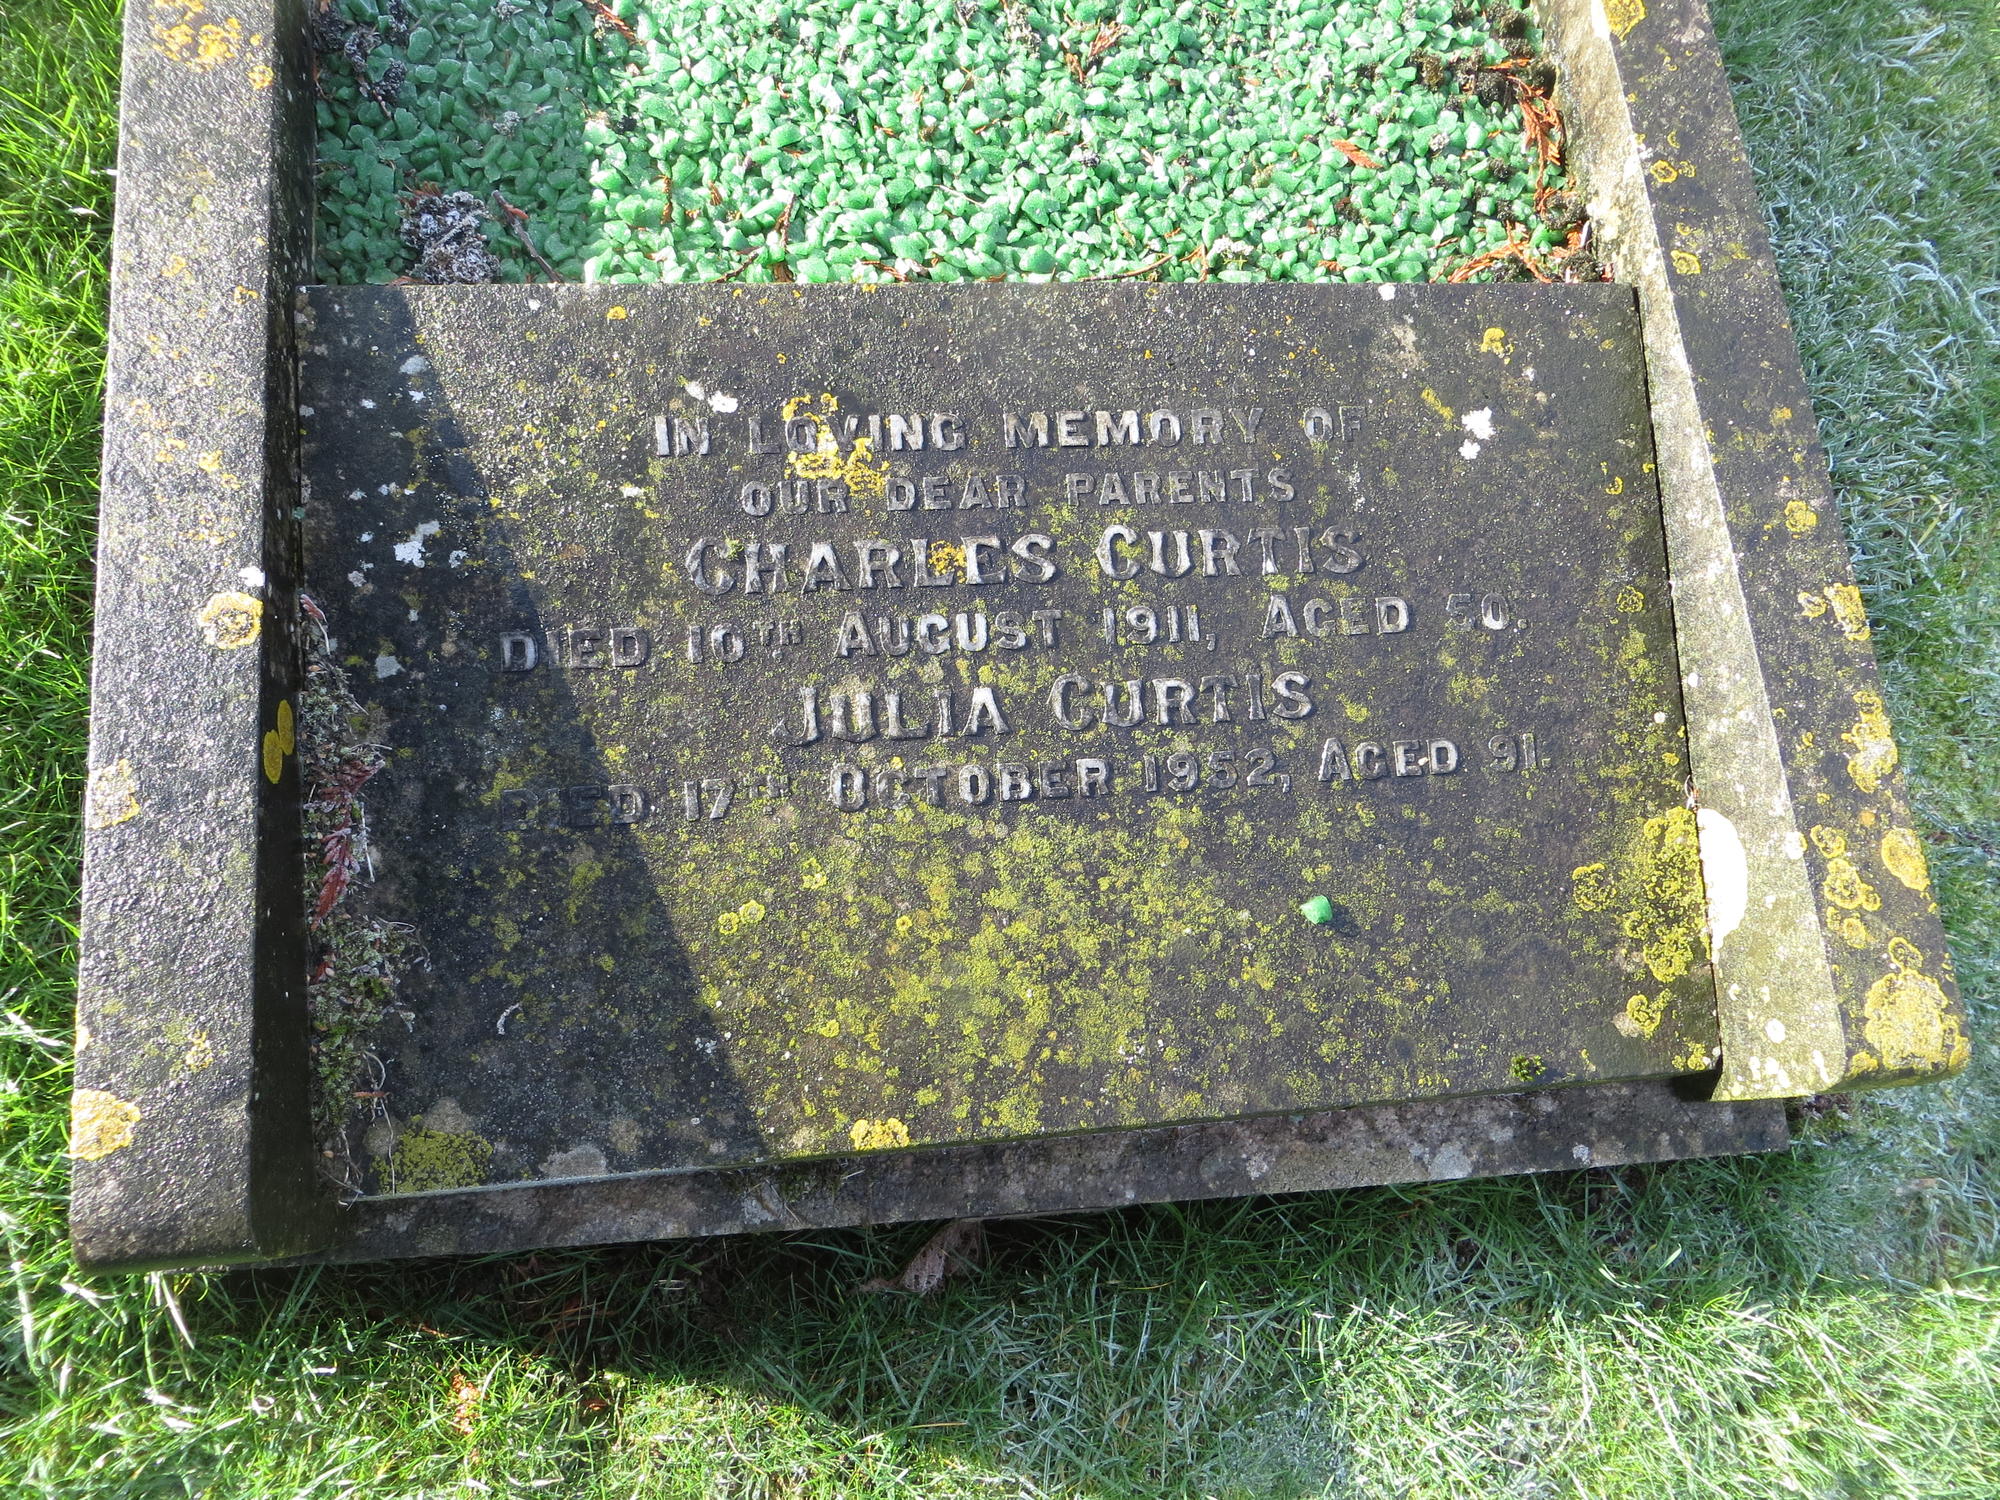 IN LOVING MEMORY OF
OUR DEAR PARENTS
CHARLES CURTIS
DIED 10TH AUGUST 1911, AGED 50.
JULIA CURTIS
DIED 17TH OCTOBER 1952, AGED 91.